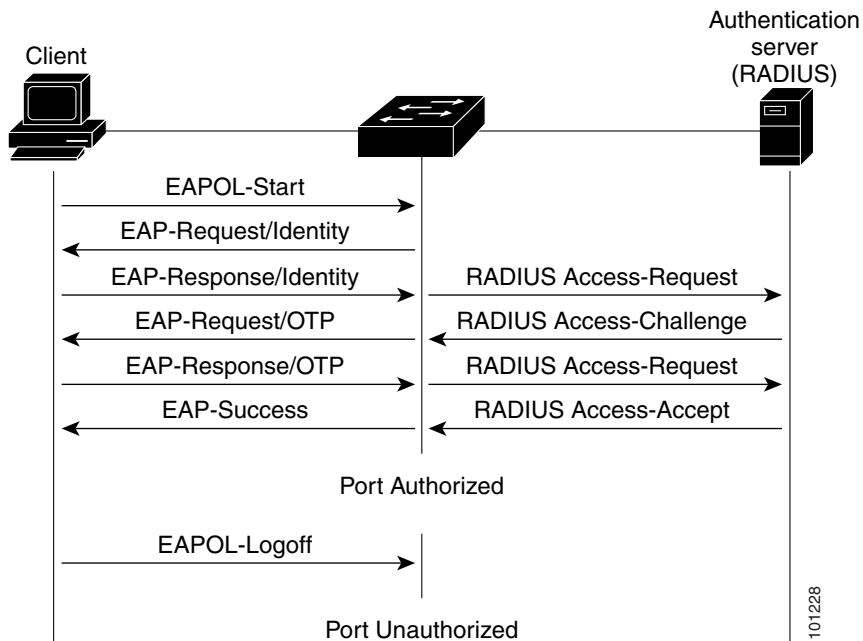 Authentication
server
(RADIUS)
Client
EAPOL-Start
EAP-Request/Identity
EAP-Response/Identity
RADIUS Access-Request
EAP-Request/OTP
RADIUS Access-Challenge
EAP-Response/OTP
RADIUS Access-Request
EAP-Success
RADIUS Access-Accept
Port Authorized
EAPOL-Logoff
Port Unauthorized
101228